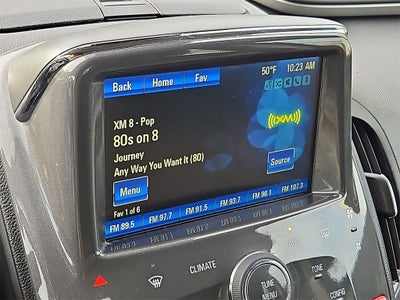 Back Home Fav 50°F 10:23 AM
XM 8 - Pop
80s on 8
((XM))
Journey
Any Way You Want It (80)
Menu Source
Fav 1 of 6
FM 89.5 FM 97.7 FM 91.5 FM 93.7 FM 96.1 FM 107.3
CLIMATE
TUNE
MENU
TONE
CONFIG